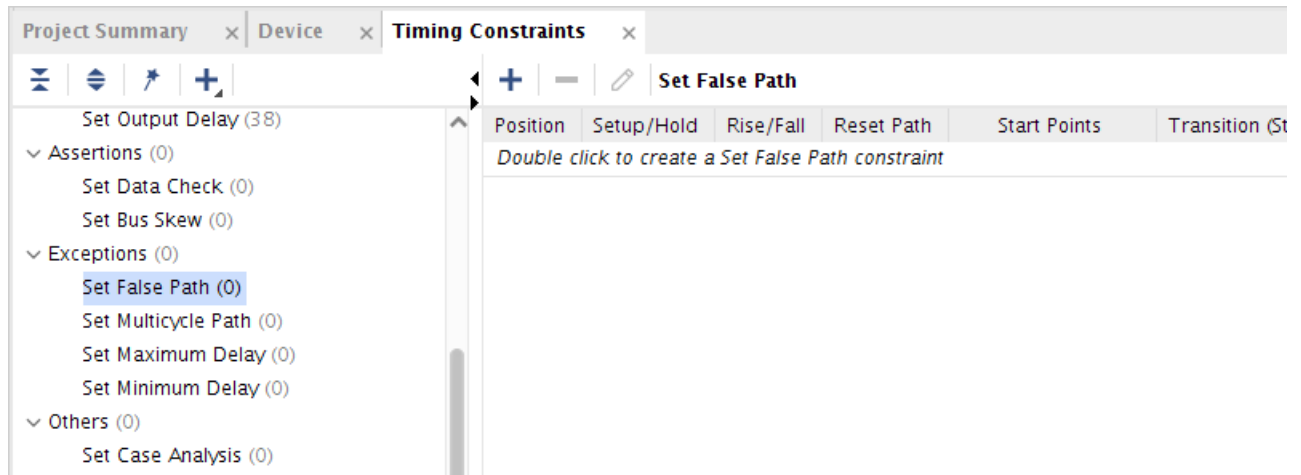 Project Summary Device Timing Constraints
Set False Path
Set Output Delay (38)
Assertions (0)
Set Data Check (0)
Set Bus Skew (0)
Exceptions (0)
Set False Path (0)
Set Multicycle Path (0)
Set Maximum Delay (0)
Set Minimum Delay (0)
Others (0)
Set Case Analysis (0)
Position Setup/Hold Rise/Fall Reset Path Start Points Transition (St
Double click to create a Set False Path constraint